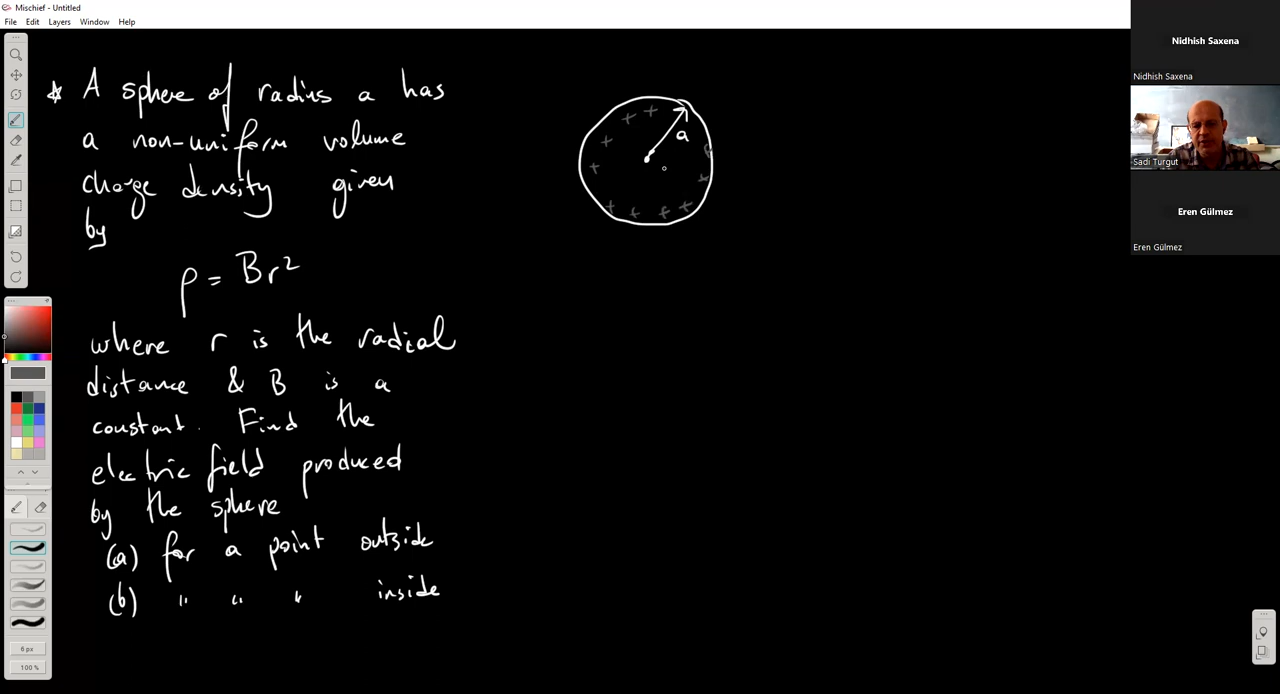 Mischief - Untitled
File Edit Layers Window Help
* A sphere of radius a has
a non-uniform volume
charge density given
by
ρ = Br²
where r is the radial
distance & B is a
constant. Find the
electric field produced
by the sphere
(a) for a point outside
(b) " " " inside
a
6 px
100 %
Nidhish Saxena
Nidhish Saxena
Sadi Turgut
Eren Gülmez
Eren Gülmez